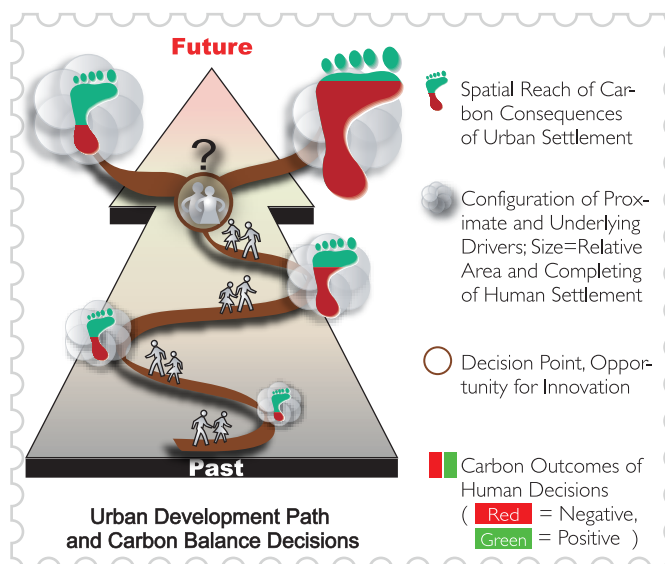 Future
?
Past
Urban Development Path
and Carbon Balance Decisions
Spatial Reach of Car-
bon Consequences
of Urban Settlement
Configuration of Prox-
imate and Underlying
Drivers; Size=Relative
Area and Completing
of Human Settlement
Decision Point, Oppor-
tunity for Innovation
Carbon Outcomes of
Human Decisions
( Red = Negative,
Green = Positive )